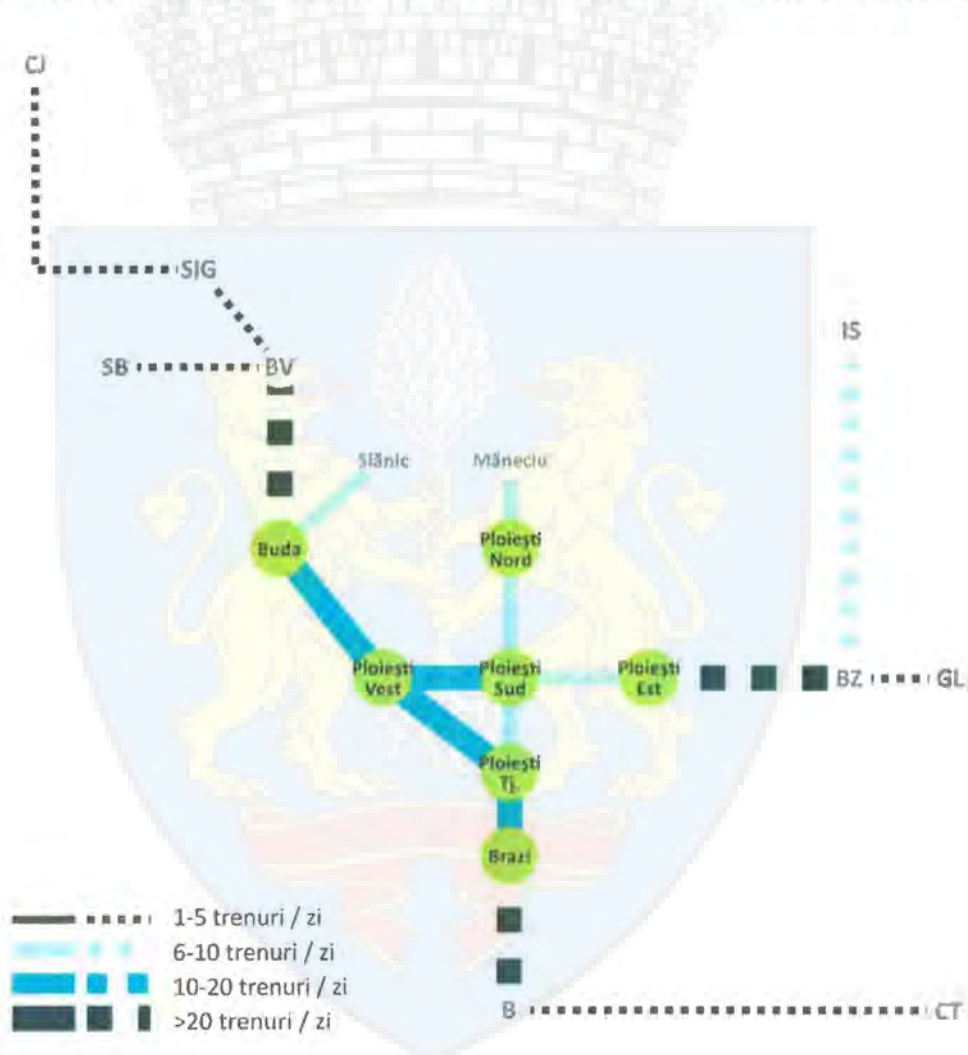 CJ
SIG
IS
SB
BV
Slănic
Măneciu
Buda
Ploiești
Nord
Ploiești
Vest
Ploiești
Sud
Ploiești
Est
BZ
GL
Ploiești
Tj.
Brazi
1-5 trenuri / zi
6-10 trenuri / zi
10-20 trenuri / zi
>20 trenuri / zi
B
CT